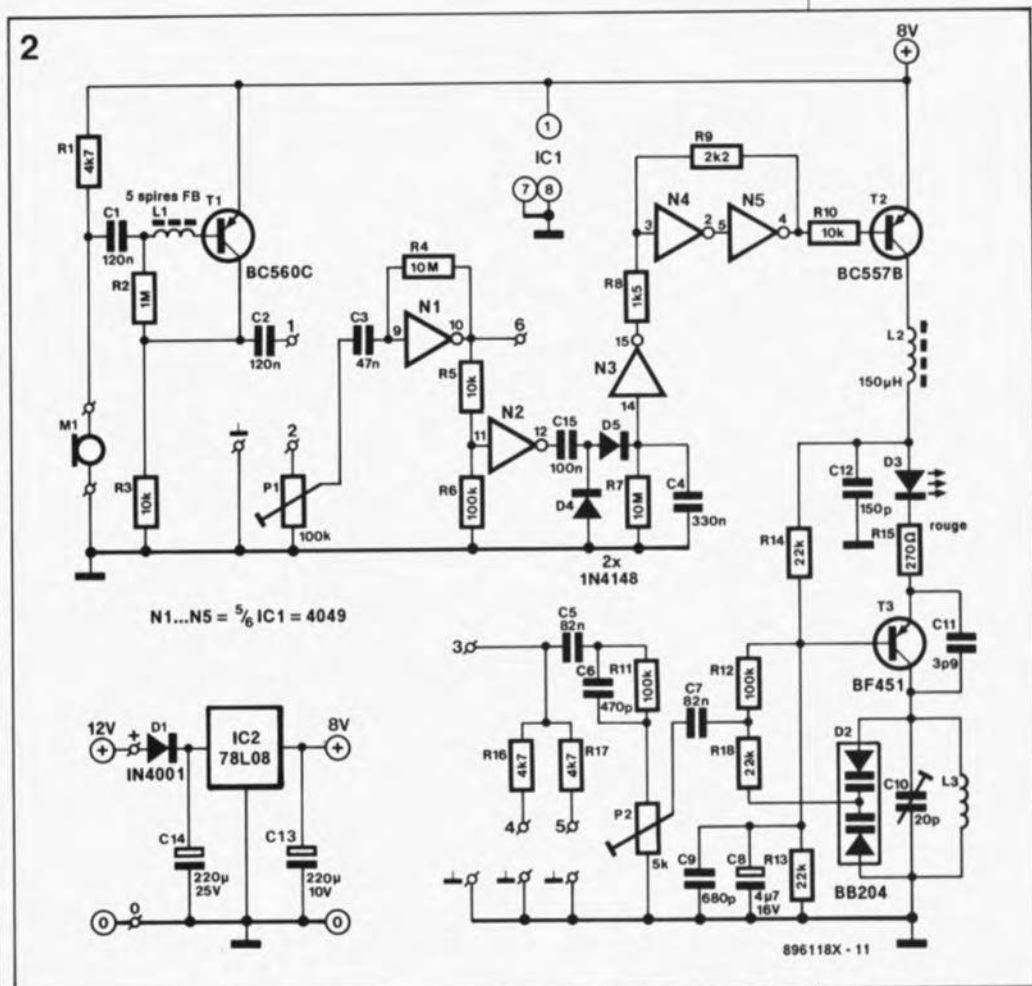 2
8V
+
R1
4k7
5 spires FB
L1
T1
C1
120n
BC560C
R2
1M
C2
120n
1
M1
R3
10k
2
P1
100k
1
IC1
7 8
R4
10M
C3
47n
9
N1
10
6
R5
10k
N2
11
12
R6
100k
C15
100n
D5
D4
R7
10M
C4
330n
2x
1N4148
N3
15
14
R8
1k5
R9
2k2
N4
N5
3
2
5
4
R10
10k
T2
BC557B
L2
150µH
C12
150p
D3
rouge
R15
270Ω
R14
22k
T3
BF451
C11
3p9
N1...N5 = 5/6 IC1 = 4049
12V
+
+
D1
IN4001
IC2
78L08
8V
+
C14
220µ
25V
C13
220µ
10V
0
0
0
3
C5
82n
C6
470p
R11
100k
R16
4k7
R17
4k7
4
5
P2
5k
C7
82n
R12
100k
R18
22k
C9
680p
C8
4µ7
16V
R13
22k
D2
BB204
C10
20p
L3
896118X - 11